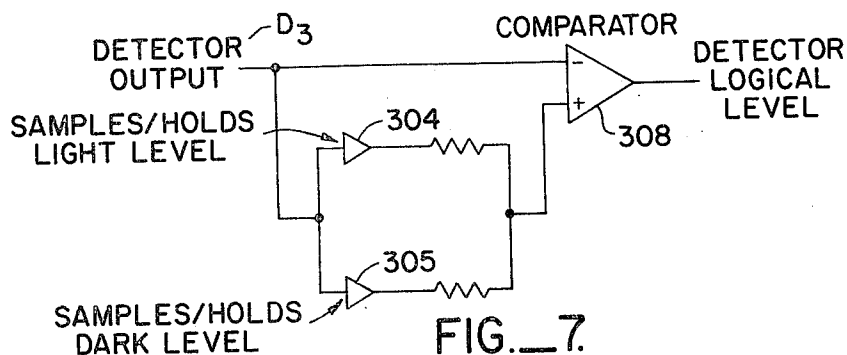 D3
DETECTOR
OUTPUT
COMPARATOR
-
+
308
DETECTOR
LOGICAL
LEVEL
SAMPLES/HOLDS
LIGHT LEVEL
304
305
SAMPLES/HOLDS
DARK LEVEL
FIG._7.